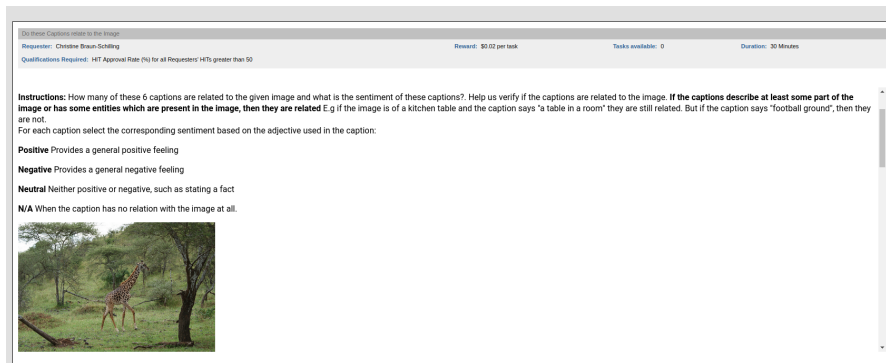 Do these Captions relate to the Image
Requester: Christine Braun-Schilling Reward: $0.02 per task Tasks available: 0 Duration: 30 Minutes
Qualifications Required: HIT Approval Rate (%) for all Requesters' HITs greater than 50
Instructions: How many of these 6 captions are related to the given image and what is the sentiment of these captions?. Help us verify if the captions are related to the image. If the captions describe at least some part of the
image or has some entities which are present in the image, then they are related E.g if the image is of a kitchen table and the caption says "a table in a room" they are still related. But if the caption says "football ground", then they
are not.
For each caption select the corresponding sentiment based on the adjective used in the caption:
Positive Provides a general positive feeling
Negative Provides a general negative feeling
Neutral Neither positive or negative, such as stating a fact
N/A When the caption has no relation with the image at all.